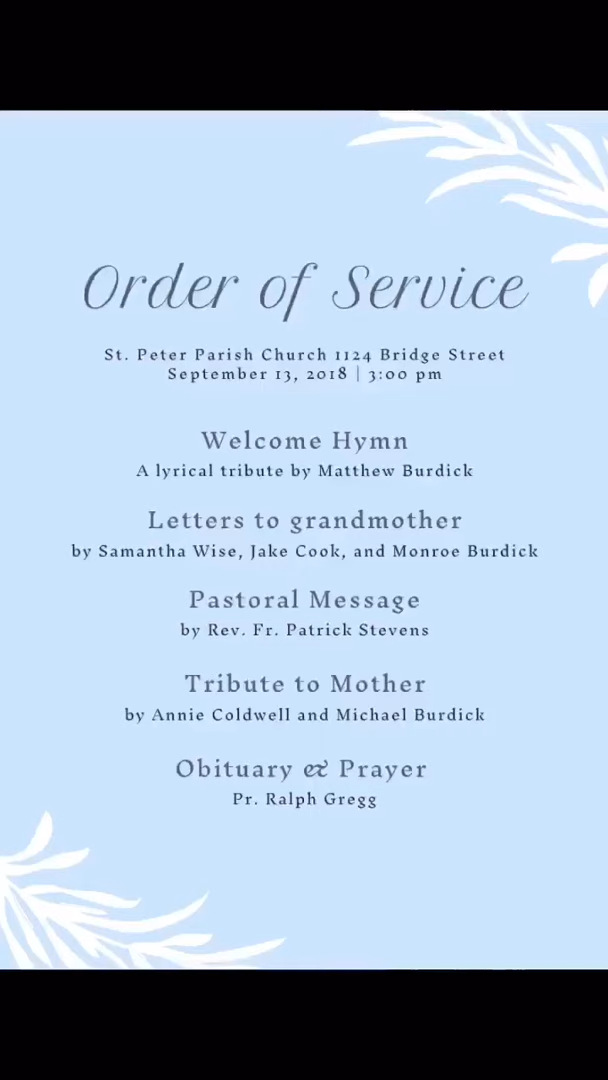 Order of Service
St. Peter Parish Church 1124 Bridge Street
September 13, 2018 | 3:00 pm
Welcome Hymn
A lyrical tribute by Matthew Burdick
Letters to grandmother
by Samantha Wise, Jake Cook, and Monroe Burdick
Pastoral Message
by Rev. Fr. Patrick Stevens
Tribute to Mother
by Annie Coldwell and Michael Burdick
Obituary & Prayer
Pr. Ralph Gregg